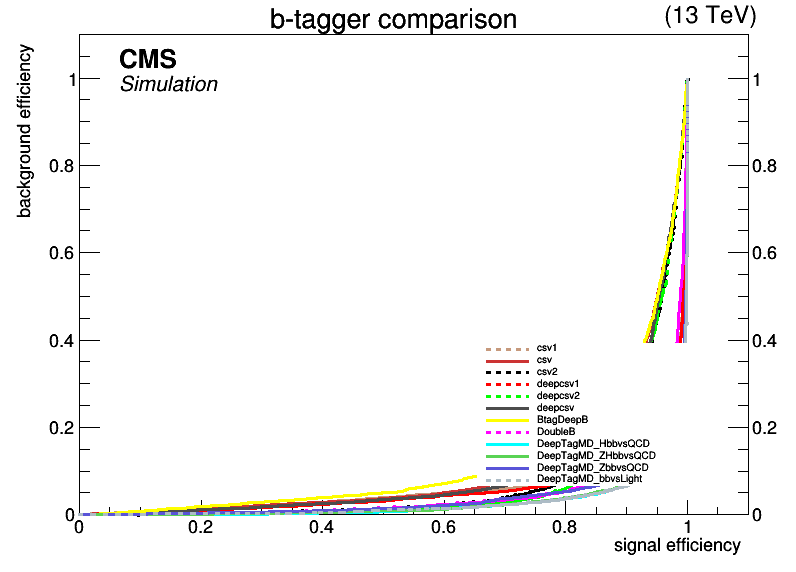 b-tagger comparison
(13 TeV)
CMS
Simulation
background efficiency
1
0.8
0.6
0.4
0.2
0
1
0.8
0.6
0.4
0.2
0
csv1
csv
csv2
deepcsv1
deepcsv2
deepcsv
BtagDeepB
DoubleB
DeepTagMD_HbbvsQCD
DeepTagMD_ZHbbvsQCD
DeepTagMD_ZbbvsQCD
DeepTagMD_bbvsLight
0 0.2 0.4 0.6 0.8 1
signal efficiency